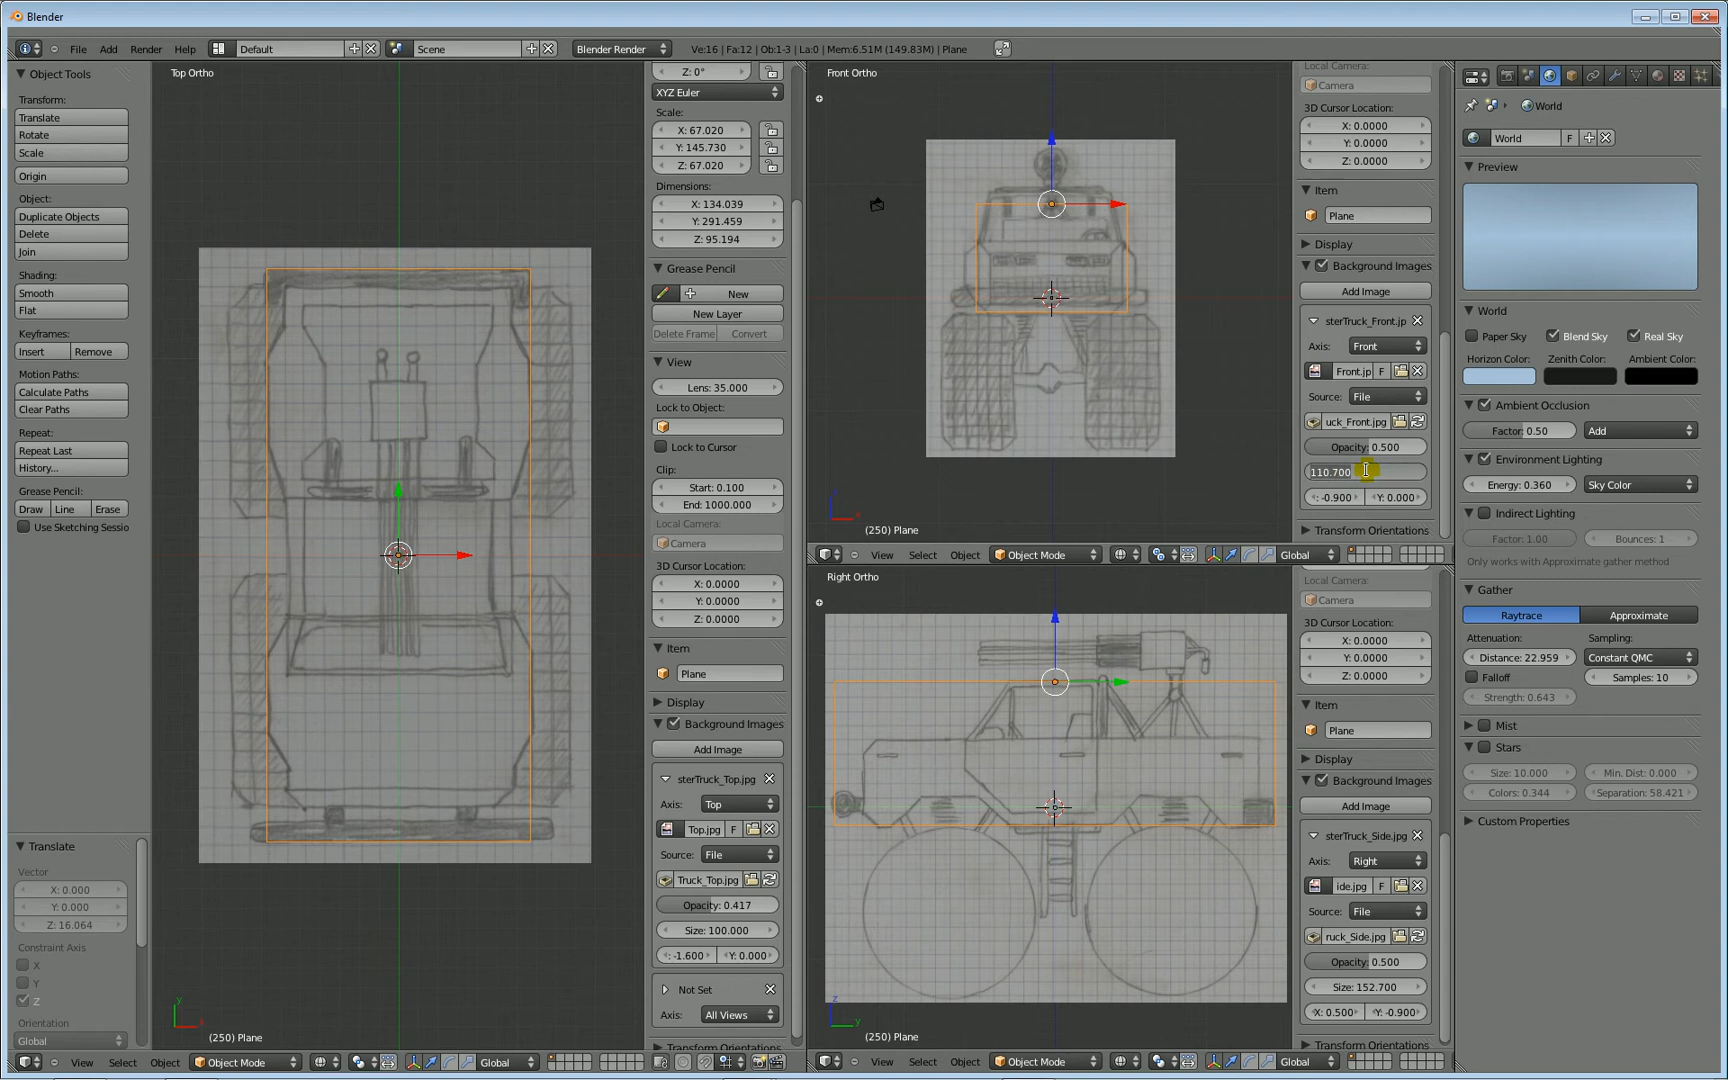 Blender
File Add Render Help Default Scene Blender Render Ve:16 | Fa:12 | Ob:1-3 | La:0 | Mem:6.51M (149.83M) | Plane
Object Tools
Transform:
Translate
Rotate
Scale
Origin
Object:
Duplicate Objects
Delete
Join
Shading:
Smooth
Flat
Keyframes:
Insert Remove
Motion Paths:
Calculate Paths
Clear Paths
Repeat:
Repeat Last
History...
Grease Pencil:
Draw Line Erase
Use Sketching Sessio
Translate
Vector
X: 0.000
Y: 0.000
Z: 16.064
Constraint Axis
X
Y
Z
Orientation
Global
Top Ortho
y
x
(250) Plane
View Select Object Object Mode Global
Z: 0°
XYZ Euler
Scale:
X: 67.020
Y: 145.730
Z: 67.020
Dimensions:
X: 134.039
Y: 291.459
Z: 95.194
Grease Pencil
New
New Layer
Delete Frame Convert
View
Lens: 35.000
Lock to Object:
Lock to Cursor
Clip:
Start: 0.100
End: 1000.000
Local Camera:
Camera
3D Cursor Location:
X: 0.0000
Y: 0.0000
Z: 0.0000
Item
Plane
Display
Background Images
Add Image
sterTruck_Top.jpg
Axis: Top
Top.jpg F
Source: File
Truck_Top.jpg
Opacity: 0.417
Size: 100.000
: -1.600 Y: 0.000
Not Set
Axis: All Views
Transform Orientations
Front Ortho
z
x
(250) Plane
View Select Object Object Mode Global
Local Camera:
Camera
3D Cursor Location:
X: 0.0000
Y: 0.0000
Z: 0.0000
Item
Plane
Display
Background Images
Add Image
sterTruck_Front.jp
Axis: Front
Front.jp F
Source: File
uck_Front.jpg
Opacity: 0.500
110.700
: -0.900 Y: 0.000
Transform Orientations
Right Ortho
z
y
(250) Plane
View Select Object Object Mode Global
Local Camera:
Camera
3D Cursor Location:
X: 0.0000
Y: 0.0000
Z: 0.0000
Item
Plane
Display
Background Images
Add Image
sterTruck_Side.jpg
Axis: Right
ide.jpg F
Source: File
ruck_Side.jpg
Opacity: 0.500
Size: 152.700
X: 0.500 Y: -0.900
Transform Orientations
World
World F
Preview
World
Paper Sky Blend Sky Real Sky
Horizon Color: Zenith Color: Ambient Color:
Ambient Occlusion
Factor: 0.50 Add
Environment Lighting
Energy: 0.360 Sky Color
Indirect Lighting
Factor: 1.00 Bounces: 1
Only works with Approximate gather method
Gather
Raytrace Approximate
Attenuation: Sampling:
Distance: 22.959 Constant QMC
Falloff Samples: 10
Strength: 0.643
Mist
Stars
Size: 10.000 Min. Dist: 0.000
Colors: 0.344 Separation: 58.421
Custom Properties